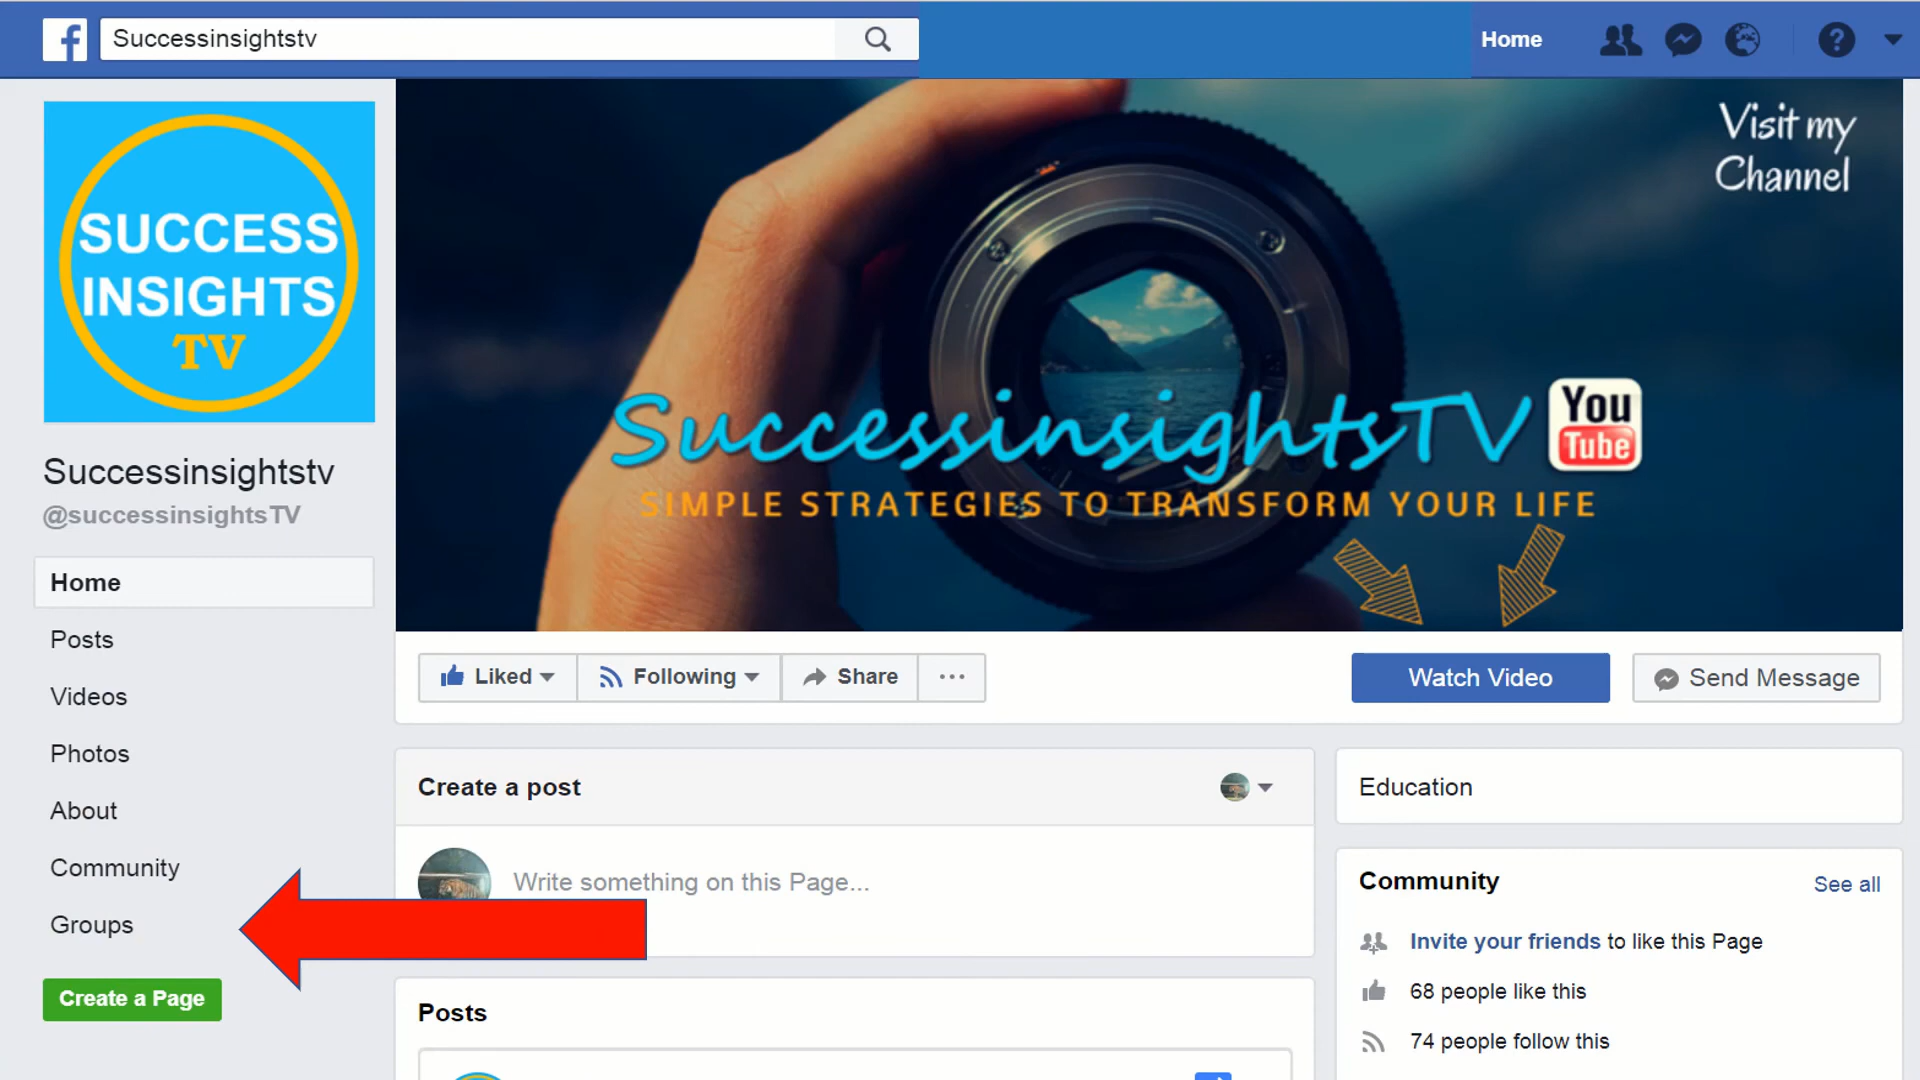 Successinsightstv
Home
Visit my
Channel
SUCCESS
INSIGHTS
TV
SuccessinsightsTV
You
Tube
SIMPLE STRATEGIES TO TRANSFORM YOUR LIFE
Successinsightstv
@successinsightsTV
Home
Posts
Videos
Photos
About
Community
Groups
Create a Page
Liked
Following
Share
Watch Video
Send Message
Create a post
Write something on this Page...
Posts
Education
Community
See all
Invite your friends to like this Page
68 people like this
74 people follow this